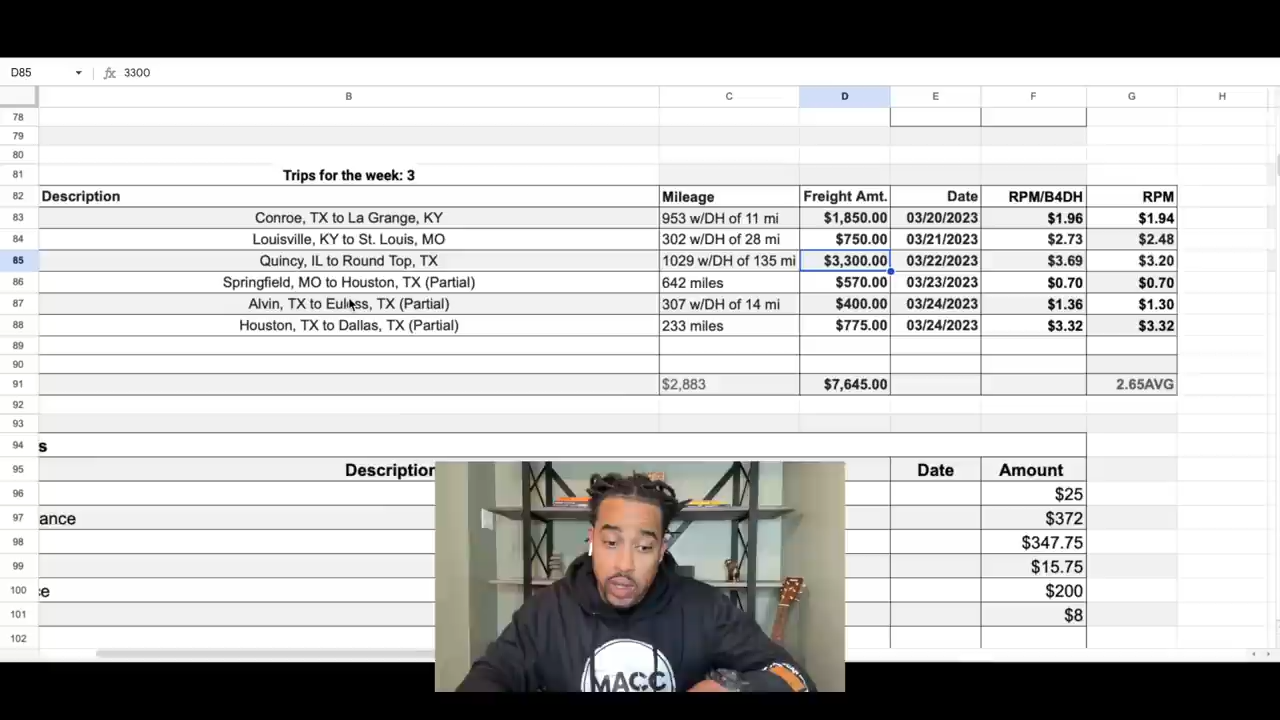 D85 fx 3300
B C D E F G H
78
79
80
81 Trips for the week: 3
82 Description Mileage Freight Amt. Date RPM/B4DH RPM
83 Conroe, TX to La Grange, KY 953 w/DH of 11 mi $1,850.00 03/20/2023 $1.96 $1.94
84 Louisville, KY to St. Louis, MO 302 w/DH of 28 mi $750.00 03/21/2023 $2.73 $2.48
85 Quincy, IL to Round Top, TX 1029 w/DH of 135 mi $3,300.00 03/22/2023 $3.69 $3.20
86 Springfield, MO to Houston, TX (Partial) 642 miles $570.00 03/23/2023 $0.70 $0.70
87 Alvin, TX to Euless, TX (Partial) 307 w/DH of 14 mi $400.00 03/24/2023 $1.36 $1.30
88 Houston, TX to Dallas, TX (Partial) 233 miles $775.00 03/24/2023 $3.32 $3.32
89
90
91 $2,883 $7,645.00 2.65AVG
92
93
94 s
95 Description Date Amount
96 $25
97 ance $372
98 $347.75
99 $15.75
100 e $200
101 $8
102
MACC